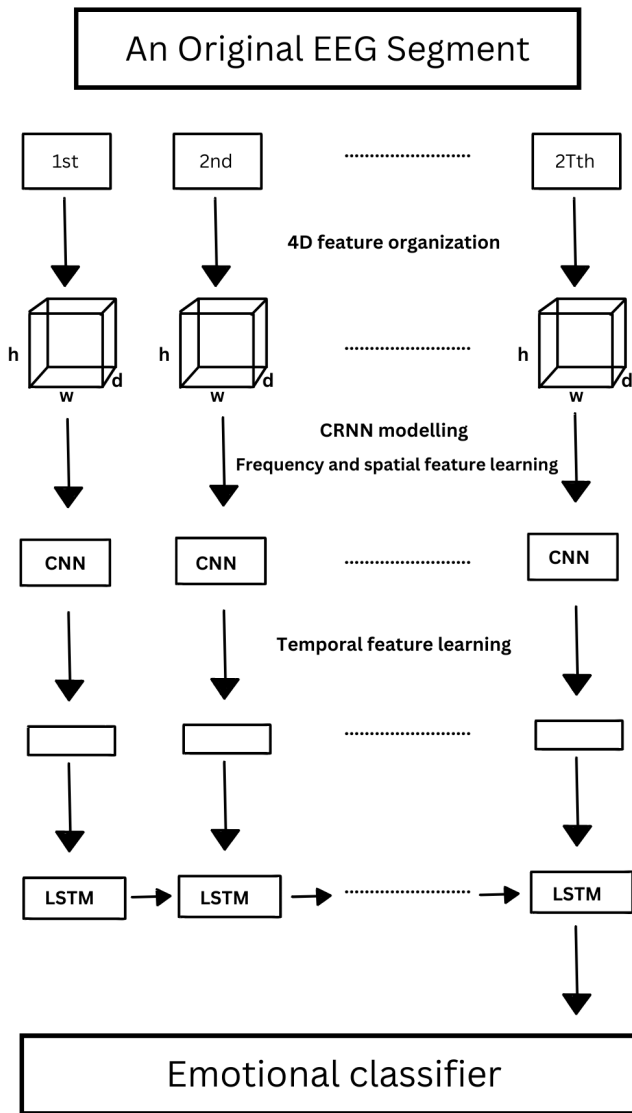 An Original EEG Segment
1st 2nd 2Tth
4D feature organization
h w d h w d h w d
CRNN modelling
Frequency and spatial feature learning
CNN CNN CNN
Temporal feature learning
LSTM LSTM LSTM
Emotional classifier